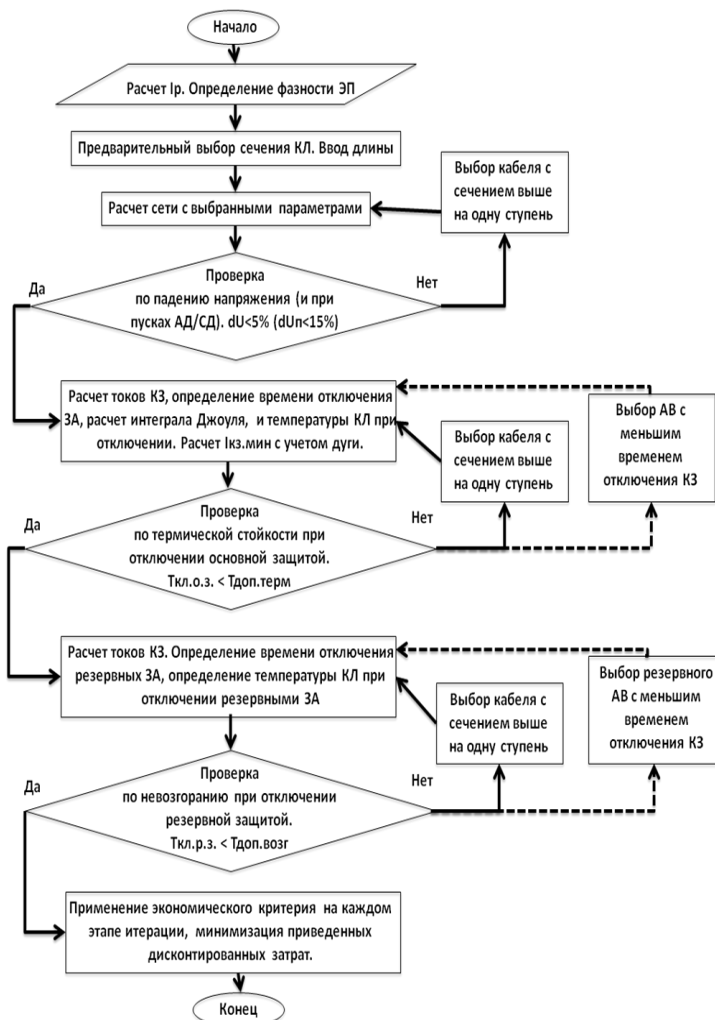 Начало
Расчет Iр. Определение фазности ЭП
Предварительный выбор сечения КЛ. Ввод длины
Выбор кабеля с
сечением выше
на одну ступень
Расчет сети с выбранными параметрами
Да
Проверка
по падению напряжения (и при
пусках АД/СД). dU<5% (dUп<15%)
Нет
Расчет токов КЗ, определение времени отключения
ЗА, расчет интеграла Джоуля, и температуры КЛ при
отключении. Расчет Iкз.мин с учетом дуги.
Выбор кабеля с
сечением выше
на одну ступень
Выбор АВ с
меньшим
временем
отключения КЗ
Да
Проверка
по термической стойкости при
отключении основной защитой.
Ткл.о.з. < Тдоп.терм
Нет
Расчет токов КЗ. Определение времени отключения
резервных ЗА, определение температуры КЛ при
отключении резервными ЗА
Выбор кабеля с
сечением выше
на одну ступень
Выбор резервного
АВ с меньшим
временем
отключения КЗ
Да
Проверка
по невозгоранию при отключении
резервной защитой.
Ткл.р.з. < Тдоп.возг
Нет
Применение экономического критерия на каждом
этапе итерации, минимизация приведенных
дисконтированных затрат.
Конец